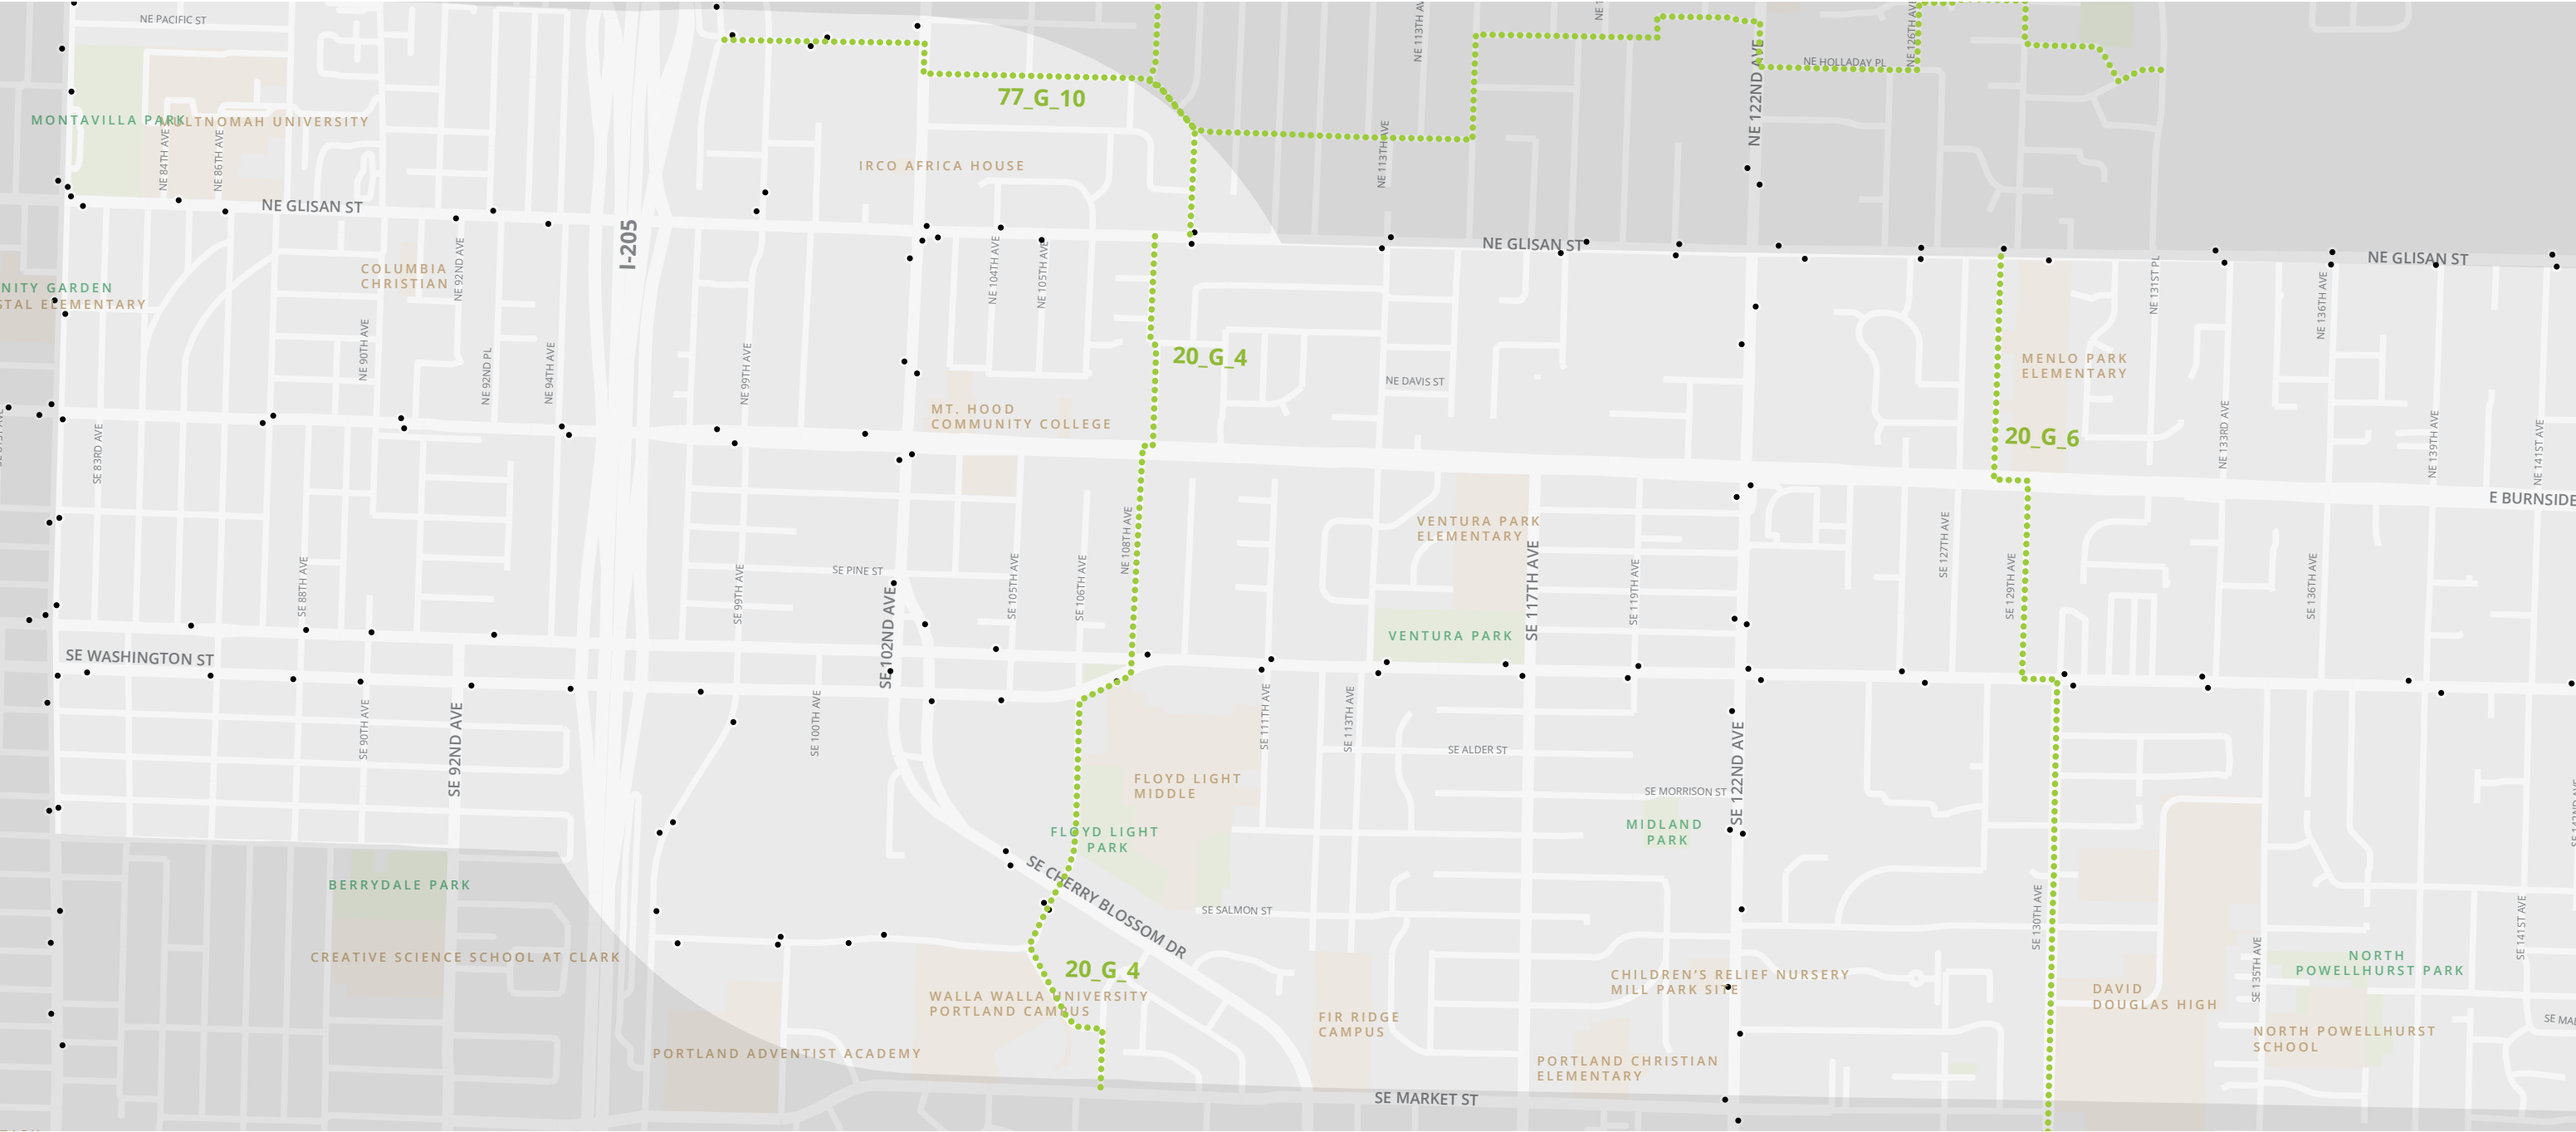 NE PACIFIC ST
NE 113TH AV
NE 126TH AV
NE 122ND AVE
NE HOLLADAY PL
77_G_10
MONTAVILLA PARK
MULTNOMAH UNIVERSITY
NE 84TH AVE
NE 86TH AVE
NE 113TH AVE
IRCO AFRICA HOUSE
NE GLISAN ST
I-205
NE GLISAN ST
NE GLISAN ST
COLUMBIA
CHRISTIAN
NE 92ND AVE
NE 104TH AVE
NE 105TH AVE
NE 131ST PL
NITY GARDEN
STAL ELEMENTARY
NE 136TH AVE
NE 90TH AVE
NE 92ND PL
NE 94TH AVE
NE 99TH AVE
20_G_4
MENLO PARK
ELEMENTARY
NE DAVIS ST
MT. HOOD
COMMUNITY COLLEGE
20_G_6
SE 83RD AVE
NE 133RD AVE
NE 139TH AVE
NE 141ST AVE
E BURNSIDE
VENTURA PARK
ELEMENTARY
NE 108TH AVE
SE 127TH AVE
SE PINE ST
SE 88TH AVE
SE 99TH AVE
SE 102ND AVE
SE 105TH AVE
SE 106TH AVE
SE 117TH AVE
SE 119TH AVE
SE 129TH AVE
SE 136TH AVE
VENTURA PARK
SE WASHINGTON ST
SE 90TH AVE
SE 92ND AVE
SE 100TH AVE
SE 111TH AVE
SE 113TH AVE
SE ALDER ST
SE 122ND AVE
FLOYD LIGHT
MIDDLE
SE MORRISON ST
FLOYD LIGHT
PARK
MIDLAND
PARK
BERRYDALE PARK
SE CHERRY BLOSSOM DR
SE SALMON ST
SE 130TH AVE
SE 141ST AVE
CREATIVE SCIENCE SCHOOL AT CLARK
NORTH
POWELLHURST PARK
20_G_4
CHILDREN'S RELIEF NURSERY
MILL PARK SITE
SE 135TH AVE
WALLA WALLA UNIVERSITY
PORTLAND CAMPUS
DAVID
DOUGLAS HIGH
FIR RIDGE
CAMPUS
SE MAL
NORTH POWELLHURST
SCHOOL
PORTLAND ADVENTIST ACADEMY
PORTLAND CHRISTIAN
ELEMENTARY
SE MARKET ST